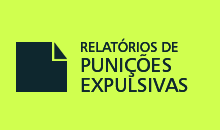 RELATÓRIOS DE
PUNIÇÕES
EXPULSIVAS